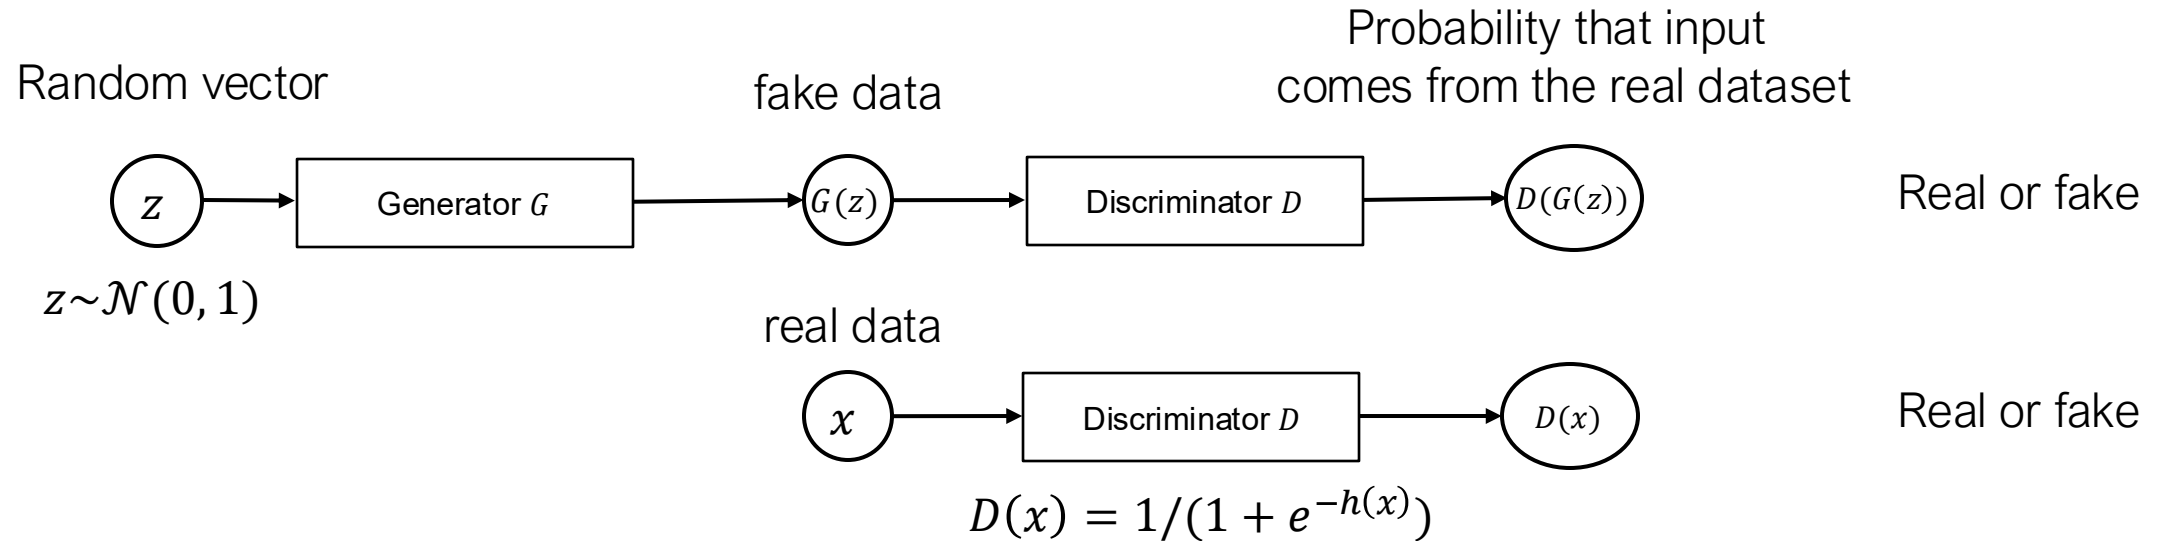 Probability that input
comes from the real dataset
Random vector
fake data
z
Generator G
G(z)
Discriminator D
D(G(z))
Real or fake
z~𝒩(0, 1)
real data
x
Discriminator D
D(x)
Real or fake
D(x) = 1/(1 + e^{−h(x)})